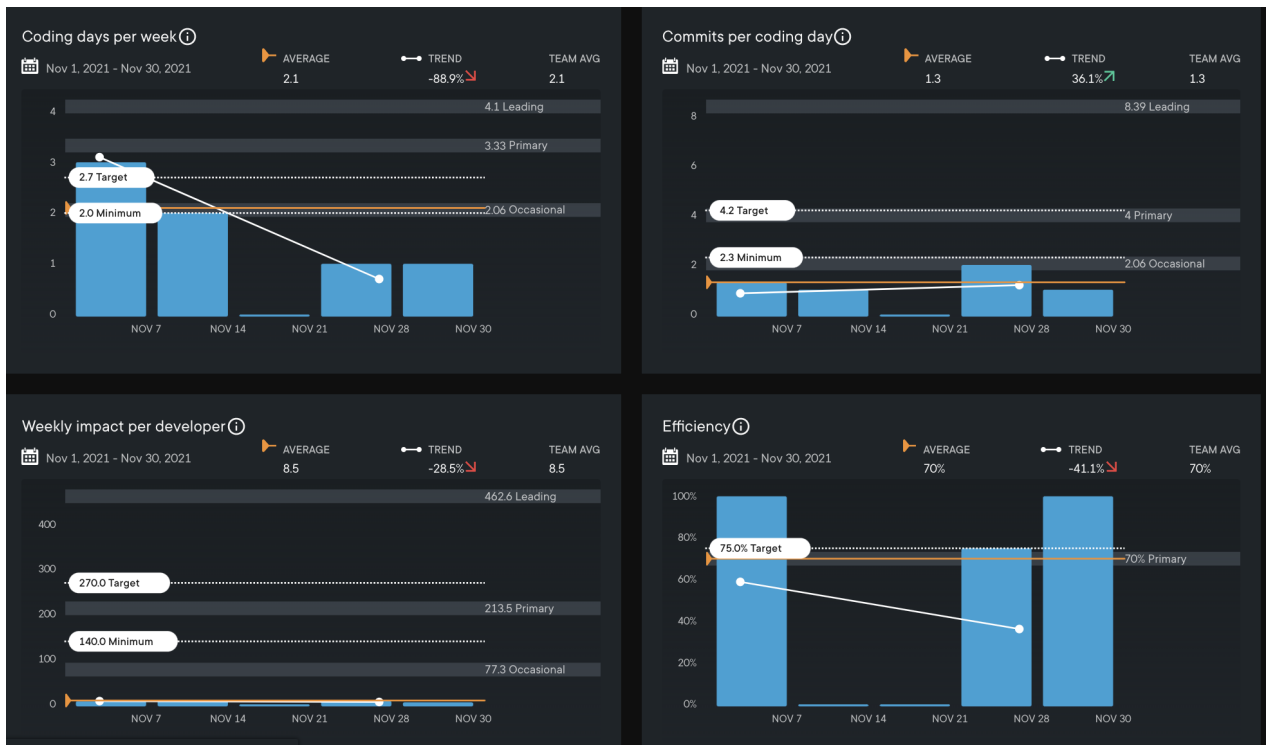 Coding days per week
Nov 1, 2021 - Nov 30, 2021
AVERAGE
2.1
TREND
-88.9%
TEAM AVG
2.1
4.1 Leading
3.33 Primary
2.7 Target
2.0 Minimum
2.06 Occasional
4
3
2
1
0
NOV 7 NOV 14 NOV 21 NOV 28 NOV 30
Commits per coding day
Nov 1, 2021 - Nov 30, 2021
AVERAGE
1.3
TREND
36.1%
TEAM AVG
1.3
8.39 Leading
4.2 Target
4 Primary
2.3 Minimum
2.06 Occasional
8
6
4
2
0
NOV 7 NOV 14 NOV 21 NOV 28 NOV 30
Weekly impact per developer
Nov 1, 2021 - Nov 30, 2021
AVERAGE
8.5
TREND
-28.5%
TEAM AVG
8.5
462.6 Leading
270.0 Target
213.5 Primary
140.0 Minimum
77.3 Occasional
400
300
200
100
0
NOV 7 NOV 14 NOV 21 NOV 28 NOV 30
Efficiency
Nov 1, 2021 - Nov 30, 2021
AVERAGE
70%
TREND
-41.1%
TEAM AVG
70%
75.0% Target
70% Primary
100%
80%
60%
40%
20%
0%
NOV 7 NOV 14 NOV 21 NOV 28 NOV 30